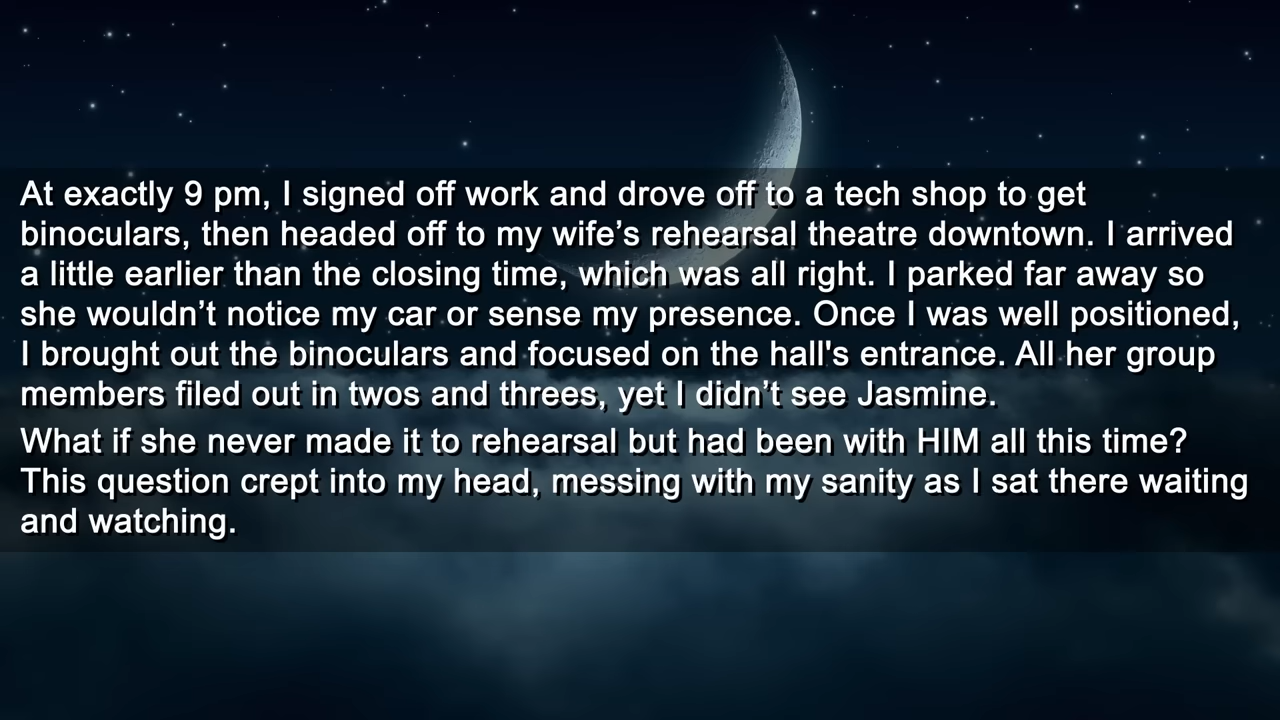 At exactly 9 pm, I signed off work and drove off to a tech shop to get
binoculars, then headed off to my wife’s rehearsal theatre downtown. I arrived
a little earlier than the closing time, which was all right. I parked far away so
she wouldn’t notice my car or sense my presence. Once I was well positioned,
I brought out the binoculars and focused on the hall's entrance. All her group
members filed out in twos and threes, yet I didn’t see Jasmine.
What if she never made it to rehearsal but had been with HIM all this time?
This question crept into my head, messing with my sanity as I sat there waiting
and watching.